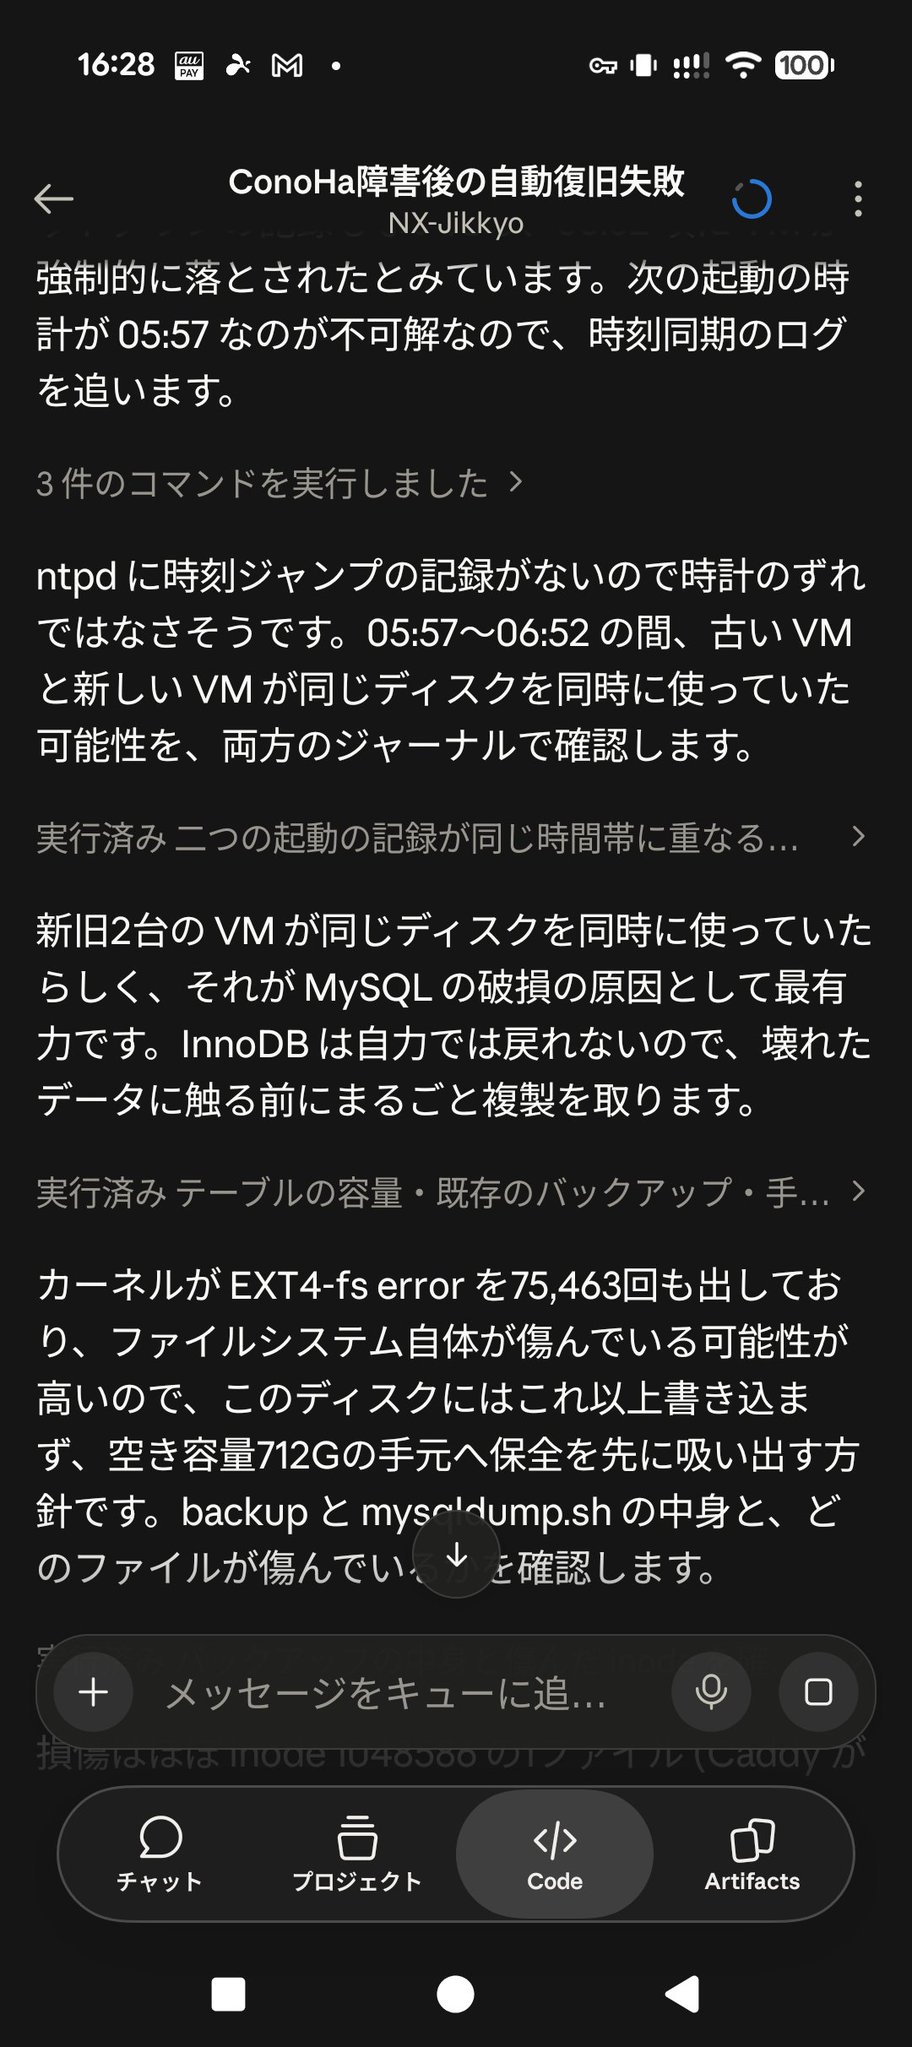 16:28
au PAY
100
ConoHa障害後の自動復旧失敗
NX-Jikkyo
強制的に落とされたとみています。次の起動の時
計が 05:57 なのが不可解なので、時刻同期のログ
を追います。
3 件のコマンドを実行しました
ntpd に時刻ジャンプの記録がないので時計のずれ
ではなさそうです。05:57〜06:52 の間、古い VM
と新しい VM が同じディスクを同時に使っていた
可能性を、両方のジャーナルで確認します。
実行済み 二つの起動の記録が同じ時間帯に重なる...
新旧2台の VM が同じディスクを同時に使っていた
らしく、それが MySQL の破損の原因として最有
力です。InnoDB は自力では戻れないので、壊れた
データに触る前にまるごと複製を取ります。
実行済み テーブルの容量・既存のバックアップ・手...
カーネルが EXT4-fs error を75,463回も出してお
り、ファイルシステム自体が傷んでいる可能性が
高いので、このディスクにはこれ以上書き込ま
ず、空き容量712Gの手元へ保全を先に吸い出す方
針です。backup と mysqldump.sh の中身と、ど
のファイルが傷んでいるかを確認します。
メッセージをキューに追...
損傷はほぼ inode 1048586 の1ファイル (Caddy が
チャット
プロジェクト
Code
Artifacts